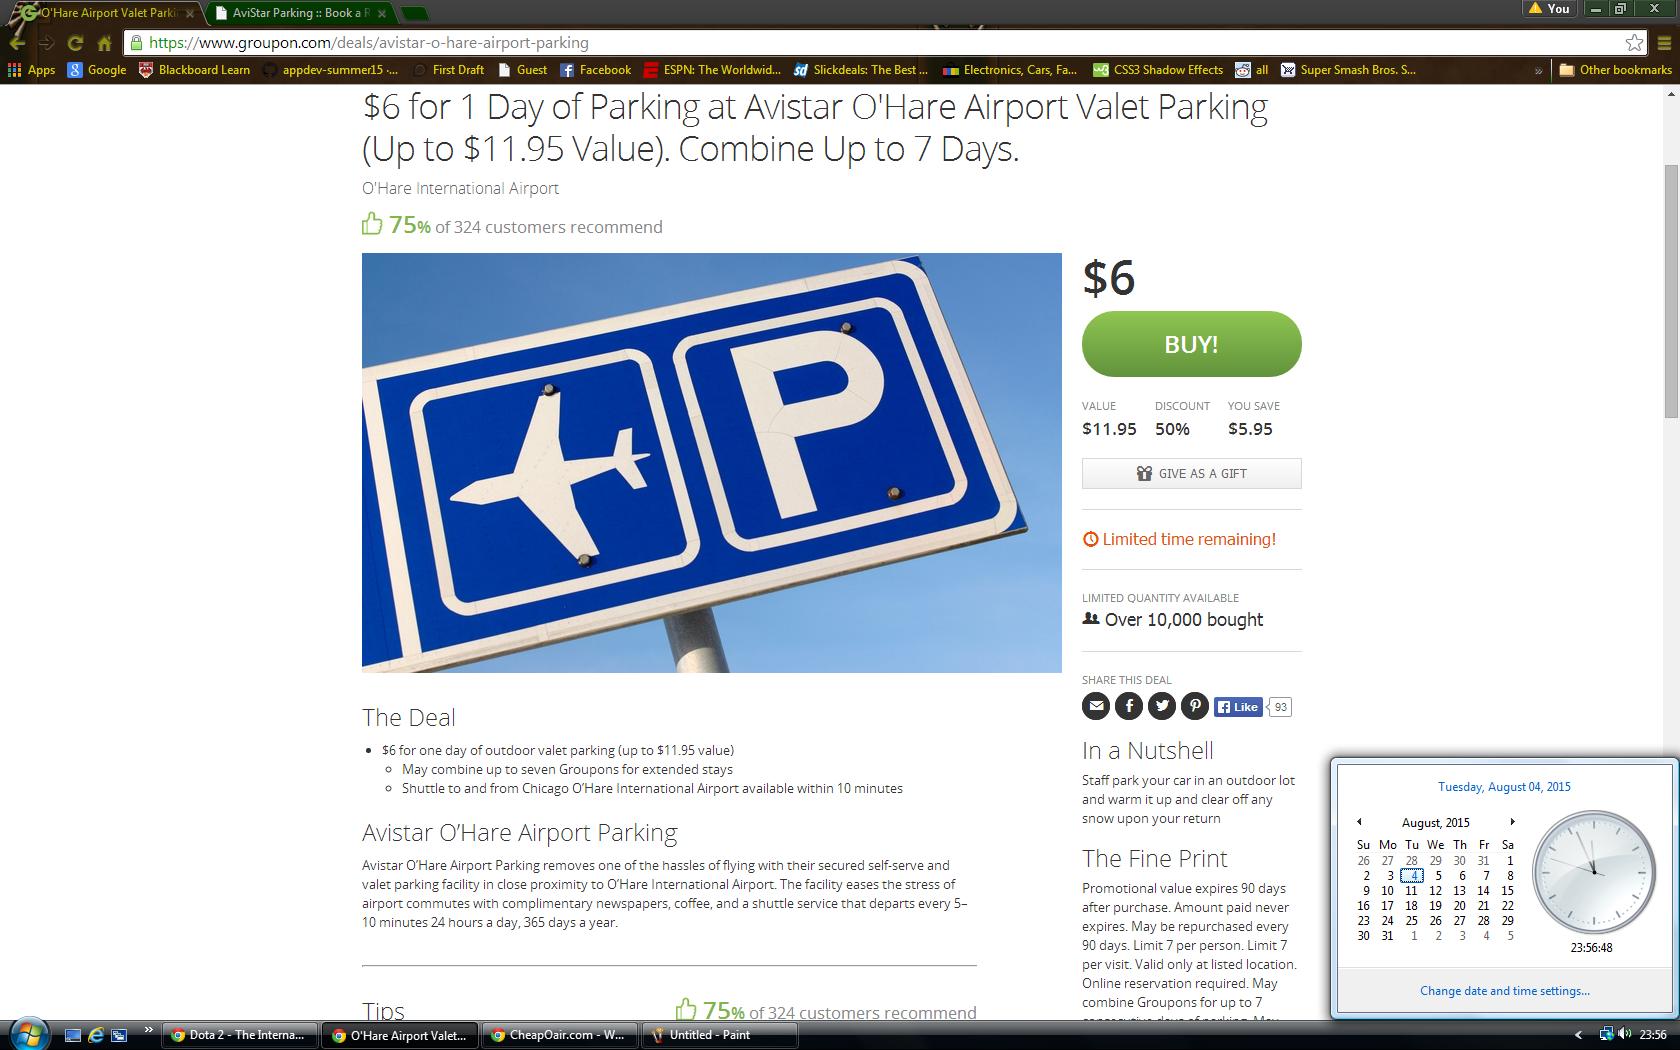 O'Hare Airport Valet Parki
AviStar Parking :: Book a R
You
https://www.groupon.com/deals/avistar-o-hare-airport-parking
Apps Google Blackboard Learn appdev-summer15 -... First Draft Guest Facebook ESPN: The Worldwid... Slickdeals: The Best ... Electronics, Cars, Fa... CSS3 Shadow Effects all Super Smash Bros. S... » Other bookmarks
$6 for 1 Day of Parking at Avistar O'Hare Airport Valet Parking
(Up to $11.95 Value). Combine Up to 7 Days.
O'Hare International Airport
75% of 324 customers recommend
P
$6
BUY!
VALUE DISCOUNT YOU SAVE
$11.95 50% $5.95
GIVE AS A GIFT
Limited time remaining!
LIMITED QUANTITY AVAILABLE
Over 10,000 bought
SHARE THIS DEAL
Like 93
The Deal
$6 for one day of outdoor valet parking (up to $11.95 value)
May combine up to seven Groupons for extended stays
Shuttle to and from Chicago O’Hare International Airport available within 10 minutes
Avistar O’Hare Airport Parking
Avistar O’Hare Airport Parking removes one of the hassles of flying with their secured self-serve and
valet parking facility in close proximity to O’Hare International Airport. The facility eases the stress of
airport commutes with complimentary newspapers, coffee, and a shuttle service that departs every 5–
10 minutes 24 hours a day, 365 days a year.
Tips
75% of 324 customers recommend
In a Nutshell
Staff park your car in an outdoor lot
and warm it up and clear off any
snow upon your return
The Fine Print
Promotional value expires 90 days
after purchase. Amount paid never
expires. May be repurchased every
90 days. Limit 7 per person. Limit 7
per visit. Valid only at listed location.
Online reservation required. May
combine Groupons for up to 7
consecutive days of parking. May
Tuesday, August 04, 2015
August, 2015
Su Mo Tu We Th Fr Sa
26 27 28 29 30 31 1
2 3 4 5 6 7 8
9 10 11 12 13 14 15
16 17 18 19 20 21 22
23 24 25 26 27 28 29
30 31 1 2 3 4 5
23:56:48
Change date and time settings...
» Dota 2 - The Interna... O'Hare Airport Valet... CheapOair.com - W... Untitled - Paint 23:56